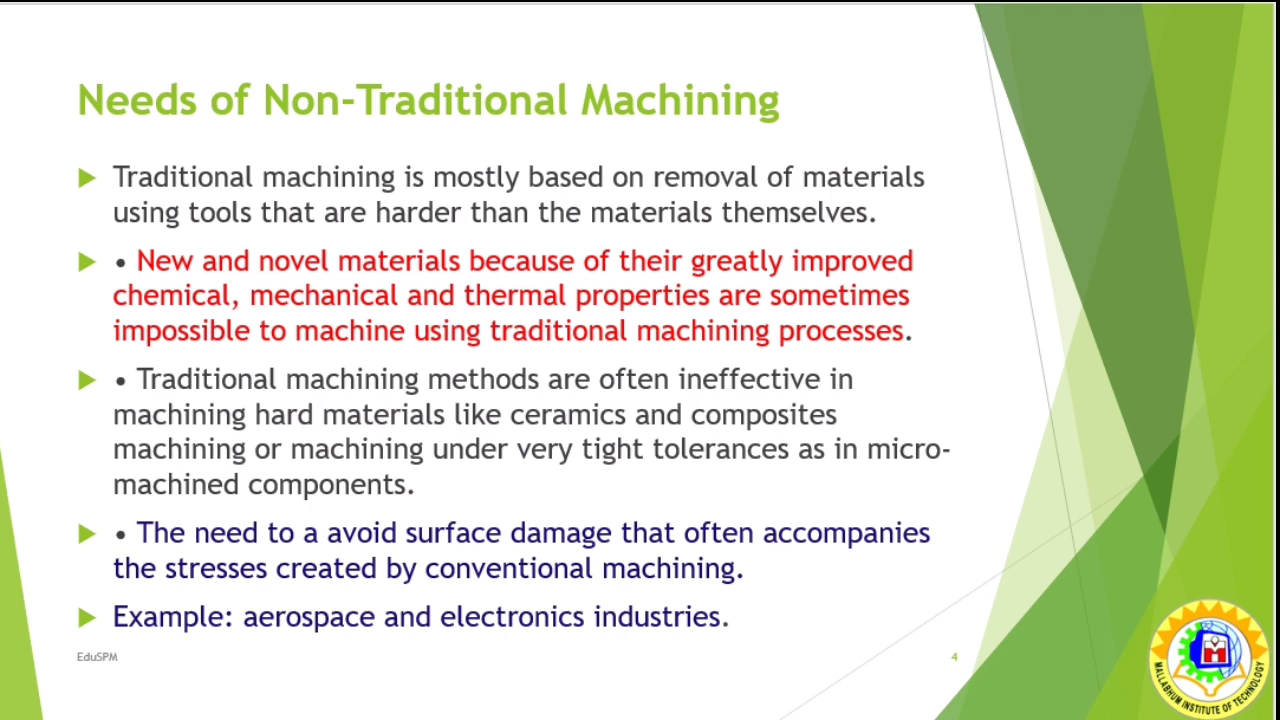 Needs of Non-Traditional Machining
Traditional machining is mostly based on removal of materials
using tools that are harder than the materials themselves.
• New and novel materials because of their greatly improved
chemical, mechanical and thermal properties are sometimes
impossible to machine using traditional machining processes.
• Traditional machining methods are often ineffective in
machining hard materials like ceramics and composites
machining or machining under very tight tolerances as in micro-
machined components.
• The need to a avoid surface damage that often accompanies
the stresses created by conventional machining.
Example: aerospace and electronics industries.
EduSPM
4
MALLABHUM INSTITUTE OF TECHNOLOGY